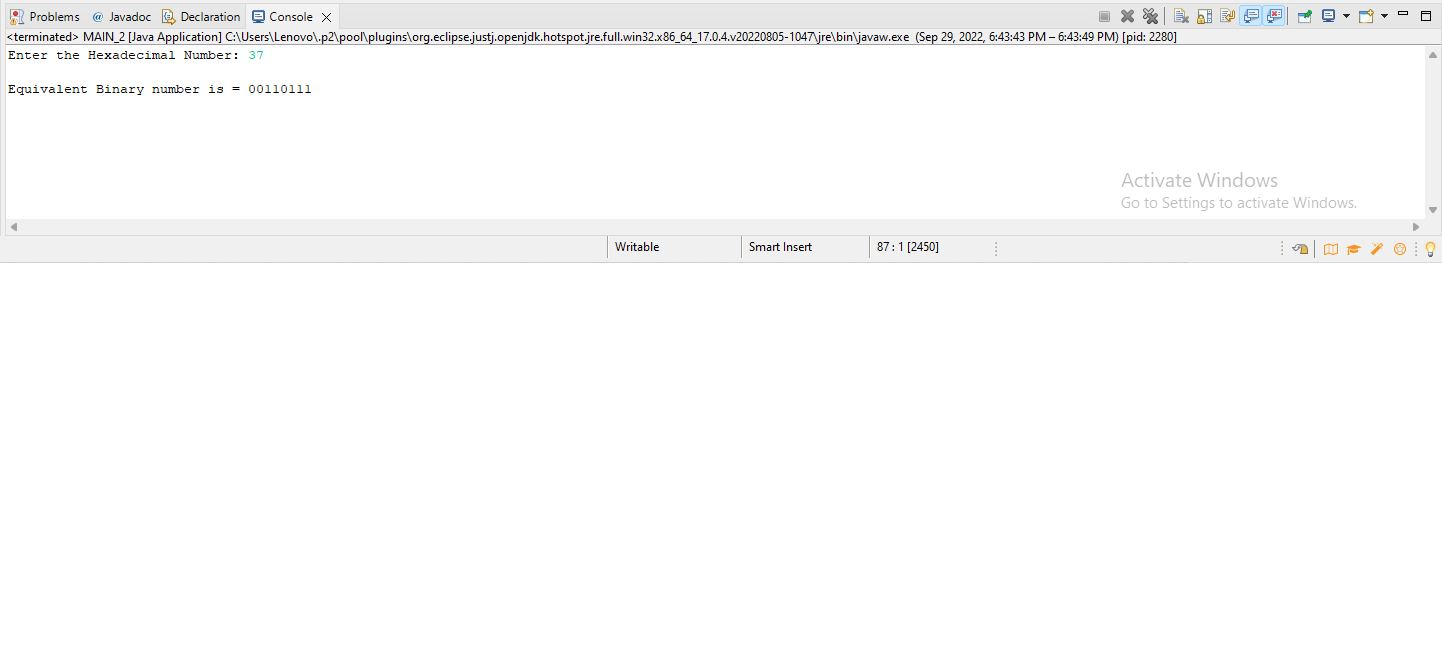 Problems @ Javadoc Declaration Console
<terminated> MAIN_2 [Java Application] C:\Users\Lenovo\.p2\pool\plugins\org.eclipse.justj.openjdk.hotspot.jre.full.win32.x86_64_17.0.4.v20220805-1047\jre\bin\javaw.exe (Sep 29, 2022, 6:43:43 PM – 6:43:49 PM) [pid: 2280]
Enter the Hexadecimal Number: 37
Equivalent Binary number is = 00110111
Activate Windows
Go to Settings to activate Windows.
Writable Smart Insert 87 : 1 [2450]